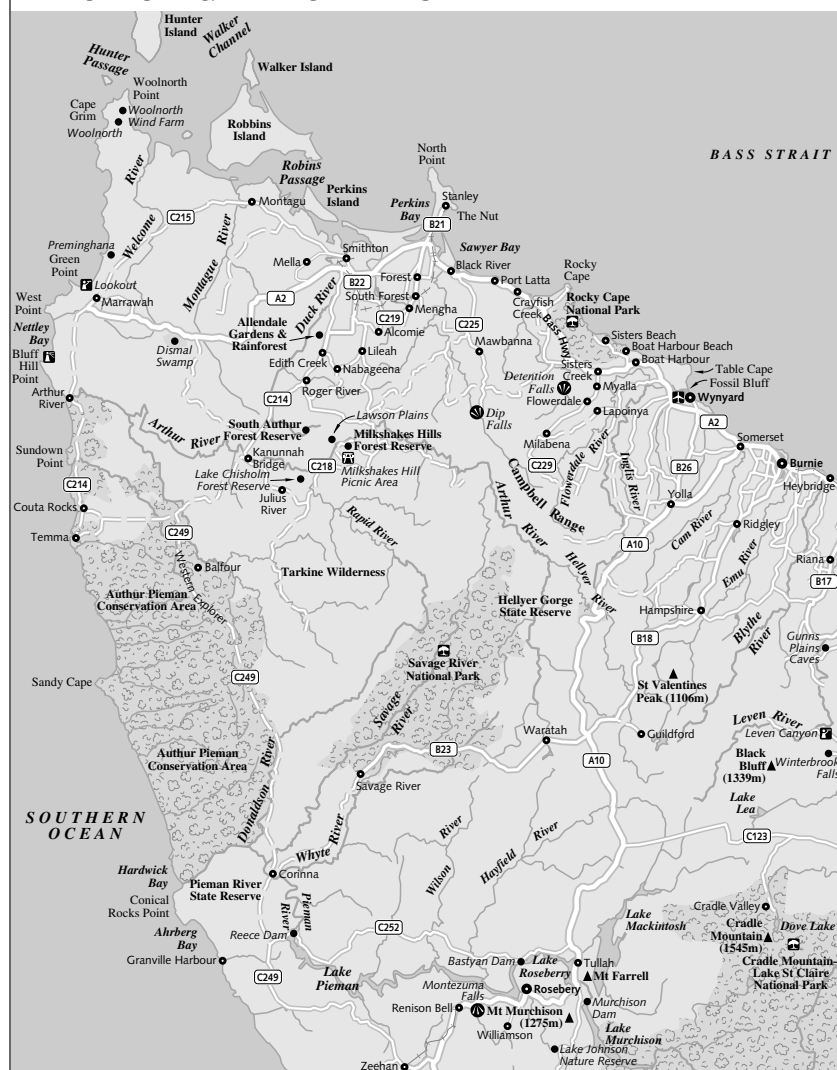 Hunter
Island
Walker
Channel
Hunter
Passage
Walker Island
Woolnorth
Point
Cape
Grim
Woolnorth
Wind Farm
Woolnorth
Robbins
Island
North
Point
BASS STRAIT
River
Robins
Passage
Perkins
Island
Perkins
Bay
Stanley
The Nut
Montagu
C215
B21
Welcome
River
Montague
Preminghana
Green
Point
Lookout
Mella
Smithton
Sawyer Bay
Black River
Rocky
Cape
Forest
Port Latta
B22
West
Point
Marrawah
A2
South Forest
Crayfish
Creek
Rocky Cape
National Park
Duck River
Mengha
C219
C225
Bass Hwy
Nettley
Bay
Allendale
Gardens &
Rainforest
Alcomie
Sisters Beach
Boat Harbour Beach
Bluff
Hill
Point
Dismal
Swamp
Lileah
Mawbanna
Boat Harbour
Edith Creek
Nabageena
Sisters
Creek
Table Cape
Detention
Falls
Fossil Bluff
Arthur
River
Roger River
Myalla
Wynyard
C214
Flowerdale
Lapoinya
Dip
Falls
Lawson Plains
A2
Arthur
River
South Authur
Forest Reserve
Milkshakes Hills
Forest Reserve
Milabena
Somerset
Sundown
Point
Kanunnah
Bridge
C218
Milkshakes Hill
Picnic Area
C229
Flowerdale
River
Inglis River
B26
Burnie
C214
Lake Chisholm
Forest Reserve
Julius
River
Campbell Range
Heybridge
Couta Rocks
Arthur
River
Yolla
C249
Rapid River
Cam River
Ridgley
Temma
Hellyer
River
A10
Emu River
Riana
Balfour
Tarkine Wilderness
B17
Western Explorer
Authur Pieman
Conservation Area
Hellyer Gorge
State Reserve
Hampshire
B18
Blythe
River
Gunns
Plains
Caves
Savage River
National Park
Sandy Cape
C249
St Valentines
Peak (1106m)
Savage
River
Leven River
Waratah
Guildford
Leven Canyon
Authur Pieman
Conservation Area
B23
A10
Black
Bluff
(1339m)
Winterbrook
Falls
Savage River
Donaldson
River
SOUTHERN
OCEAN
Lake
Lea
Whyte
River
River
River
C123
Wilson
Hayfield
Hardwick
Bay
Corinna
Pieman River
State Reserve
Conical
Rocks Point
Pieman
River
Lake
Mackintosh
Cradle Valley
Cradle
Mountain
(1545m)
Dove Lake
Ahrberg
Bay
Reece Dam
C252
Granville Harbour
Bastyan Dam
Lake
Roseberry
Tullah
Cradle Mountain–
Lake St Claire
National Park
Lake
Pieman
Mt Farrell
C249
Montezuma
Falls
Rosebery
Renison Bell
Mt Murchison
(1275m)
Murchison
Dam
Williamson
Lake
Murchison
Lake Johnson
Nature Reserve
Zeehan